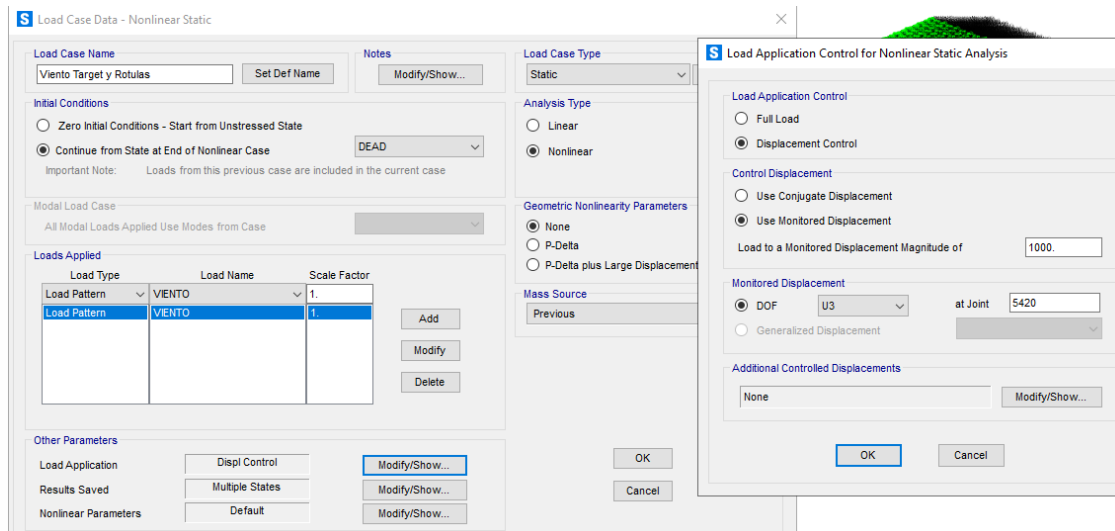 S Load Case Data - Nonlinear Static
Load Case Name
Viento Target y Rotulas
Set Def Name
Notes
Modify/Show...
Load Case Type
Static
Initial Conditions
Zero Initial Conditions - Start from Unstressed State
Continue from State at End of Nonlinear Case
DEAD
Important Note: Loads from this previous case are included in the current case
Analysis Type
Linear
Nonlinear
Modal Load Case
All Modal Loads Applied Use Modes from Case
Geometric Nonlinearity Parameters
None
P-Delta
P-Delta plus Large Displacement
Loads Applied
Load Type Load Name Scale Factor
Load Pattern VIENTO 1.
Load Pattern VIENTO 1.
Add
Modify
Delete
Mass Source
Previous
Other Parameters
Load Application Displ Control Modify/Show...
Results Saved Multiple States Modify/Show...
Nonlinear Parameters Default Modify/Show...
OK
Cancel
S Load Application Control for Nonlinear Static Analysis
Load Application Control
Full Load
Displacement Control
Control Displacement
Use Conjugate Displacement
Use Monitored Displacement
Load to a Monitored Displacement Magnitude of 1000.
Monitored Displacement
DOF U3 at Joint 5420
Generalized Displacement
Additional Controlled Displacements
None Modify/Show...
OK Cancel